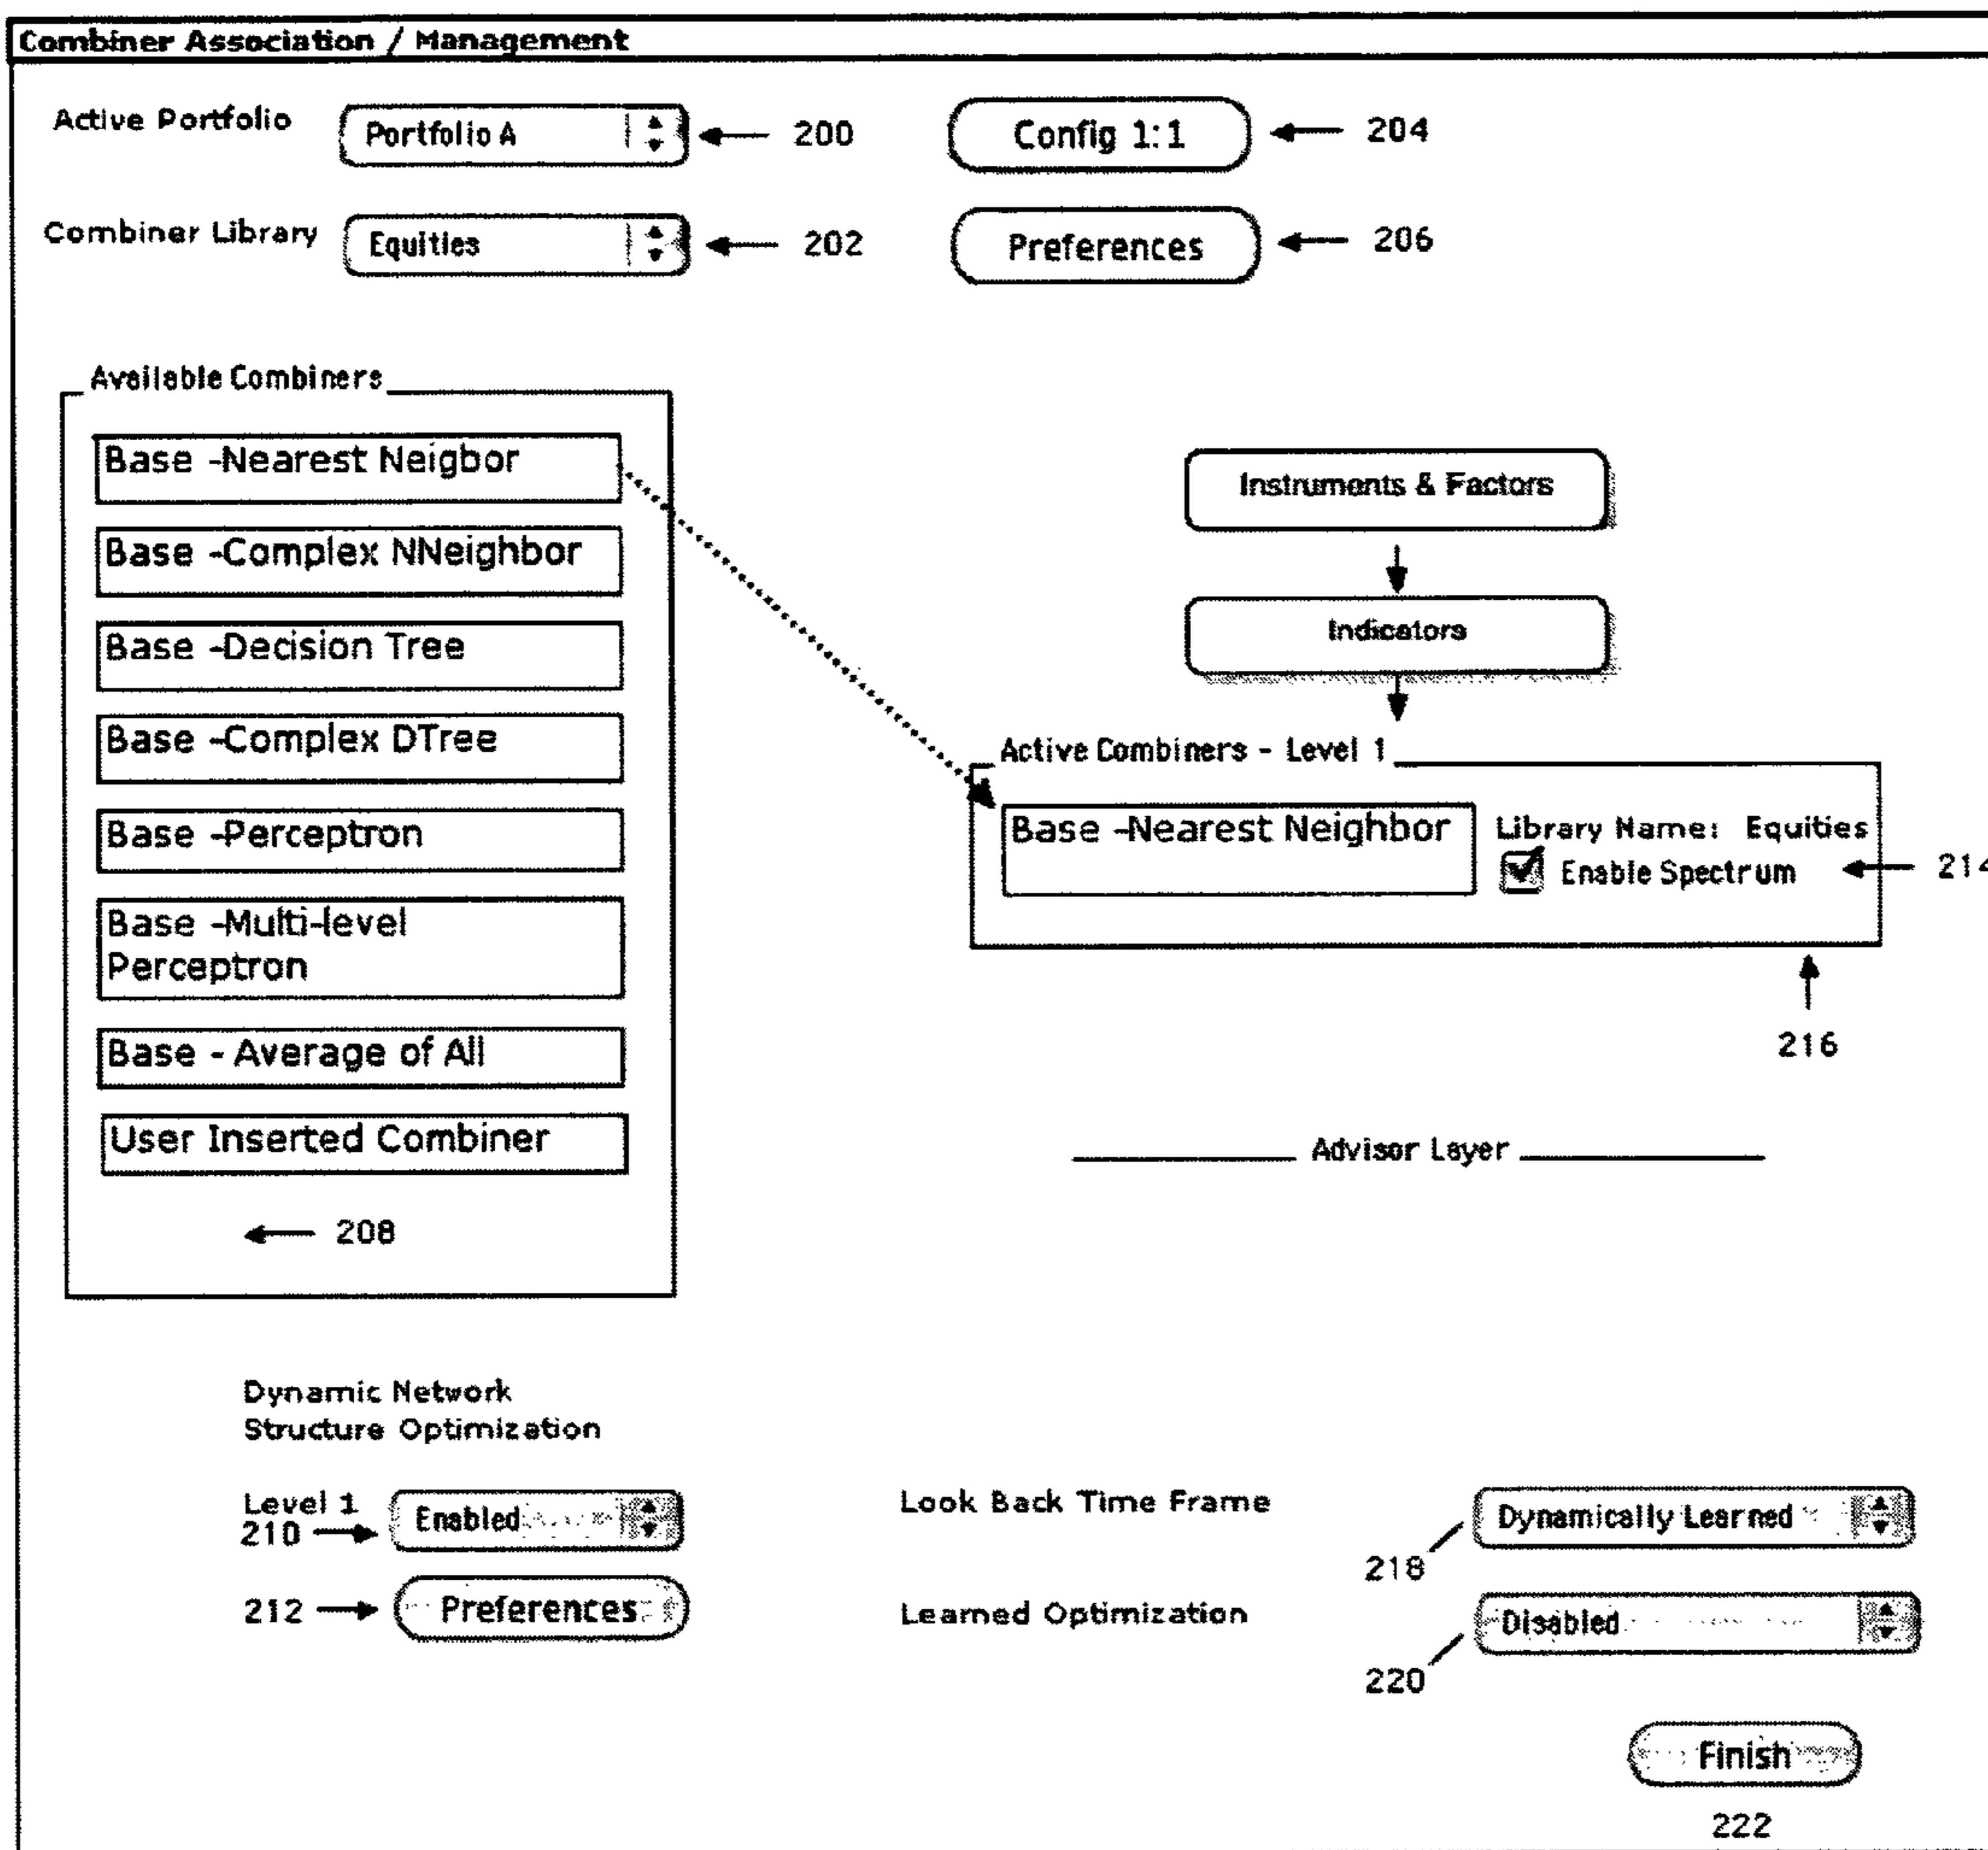 Combiner Association / Management
Active Portfolio
Portfolio A
200
Config 1:1
204
Combiner Library
Equities
202
Preferences
206
Available Combiners
Base -Nearest Neigbor
Base -Complex NNeighbor
Base -Decision Tree
Base -Complex DTree
Base -Perceptron
Base -Multi-level
Perceptron
Base - Average of All
User Inserted Combiner
208
Instruments & Factors
Indicators
Active Combiners - Level 1
Base -Nearest Neighbor
Library Name: Equities
Enable Spectrum
214
216
Advisor Layer
Dynamic Network
Structure Optimization
Level 1
210
Enabled
212
Preferences
Look Back Time Frame
Dynamically Learned
218
Learned Optimization
Disabled
220
Finish
222